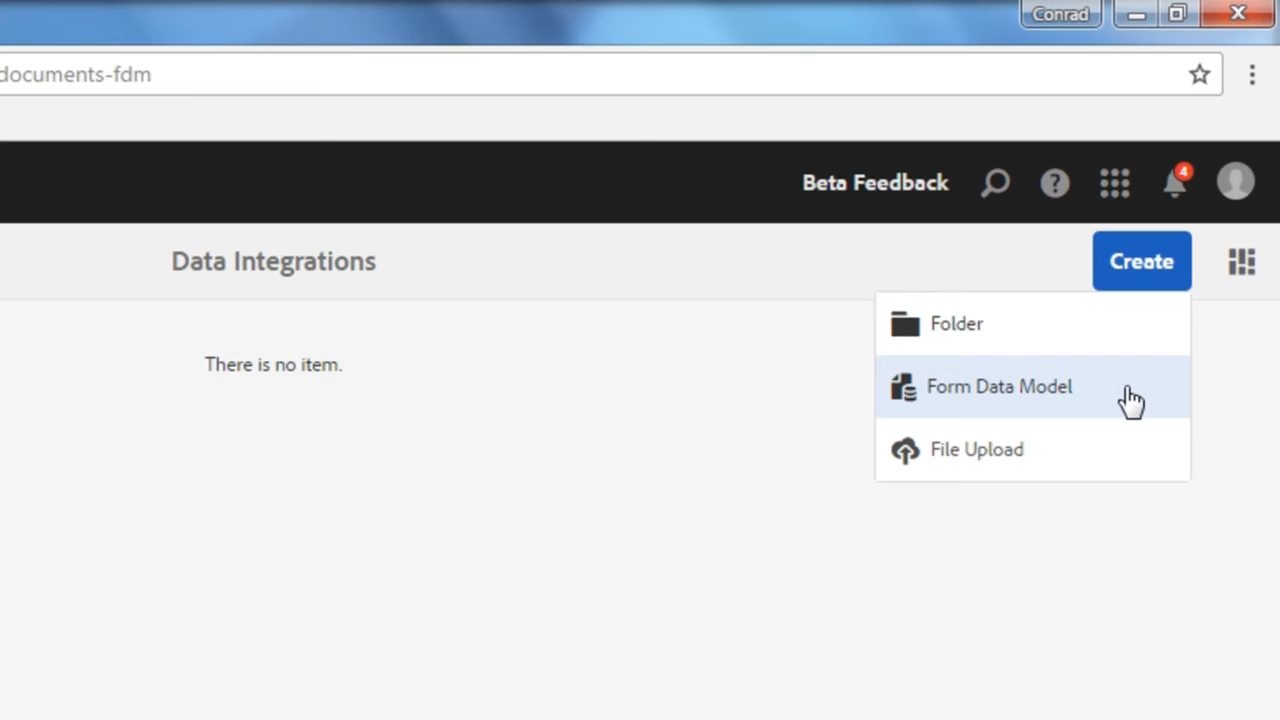 Conrad
documents-fdm
Beta Feedback
4
Data Integrations
Create
Folder
There is no item.
Form Data Model
File Upload